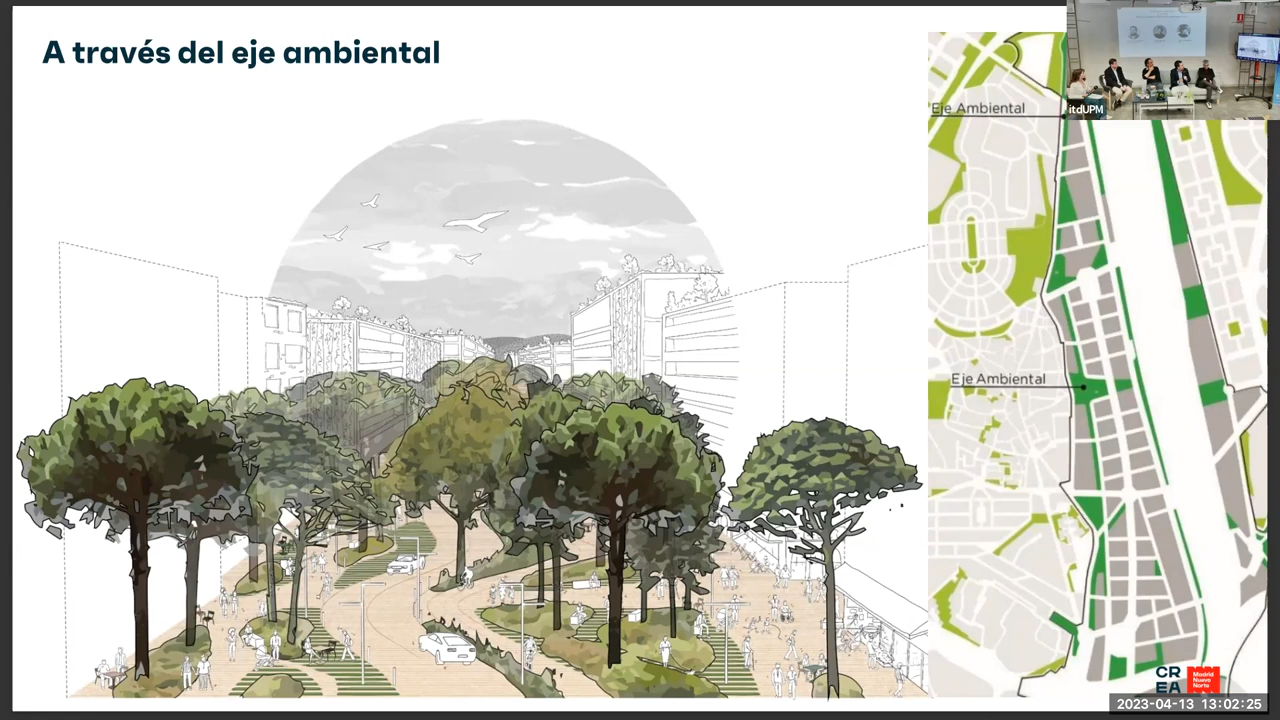 A través del eje ambiental
Eje Ambiental
itdUPM
Eje Ambiental
CR
EA
Madrid
Nuevo
Norte
2023-04-13 13:02:25